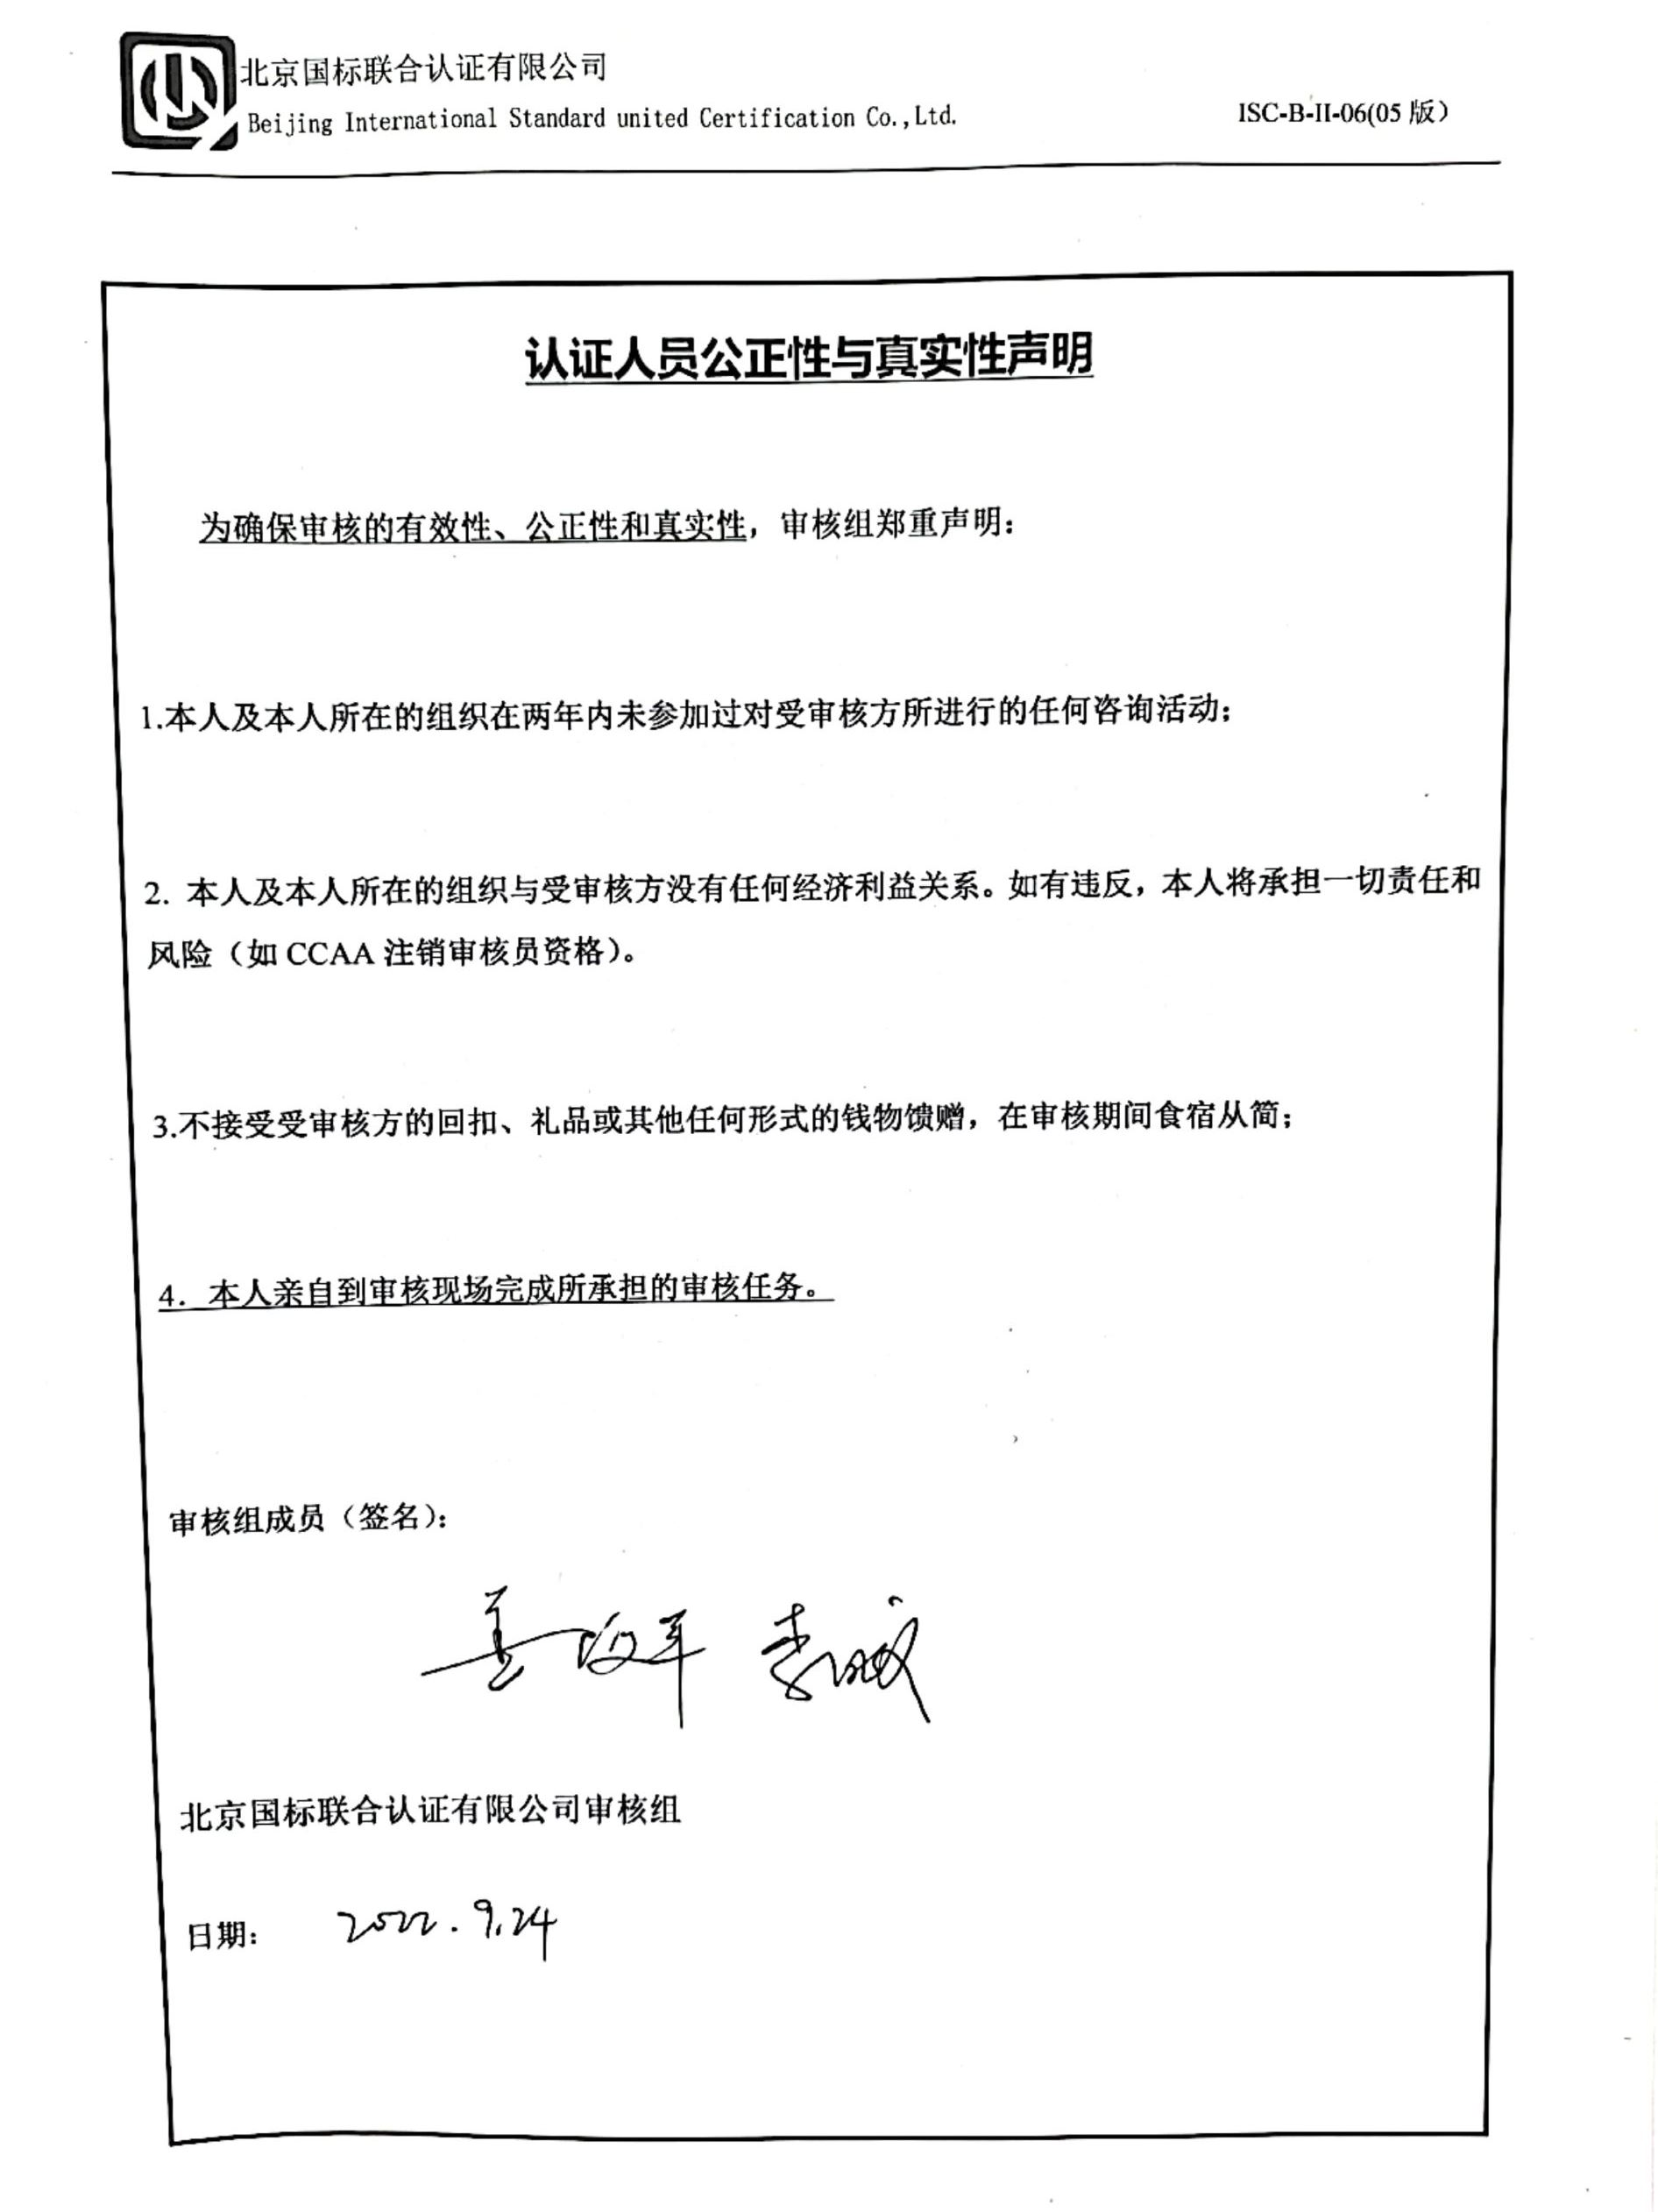 北京国标联合认证有限公司
Beijing International Standard united Certification Co.,Ltd.
ISC-B-II-06(05 版)
认证人员公正性与真实性声明
为确保审核的有效性、公正性和真实性，审核组郑重声明：
1.本人及本人所在的组织在两年内未参加过对受审核方所进行的任何咨询活动；
2. 本人及本人所在的组织与受审核方没有任何经济利益关系。如有违反，本人将承担一切责任和
风险（如 CCAA 注销审核员资格）。
3.不接受受审核方的回扣、礼品或其他任何形式的钱物馈赠，在审核期间食宿从简；
4. 本人亲自到审核现场完成所承担的审核任务。
审核组成员（签名）：
北京国标联合认证有限公司审核组
日期： 2022.9.24